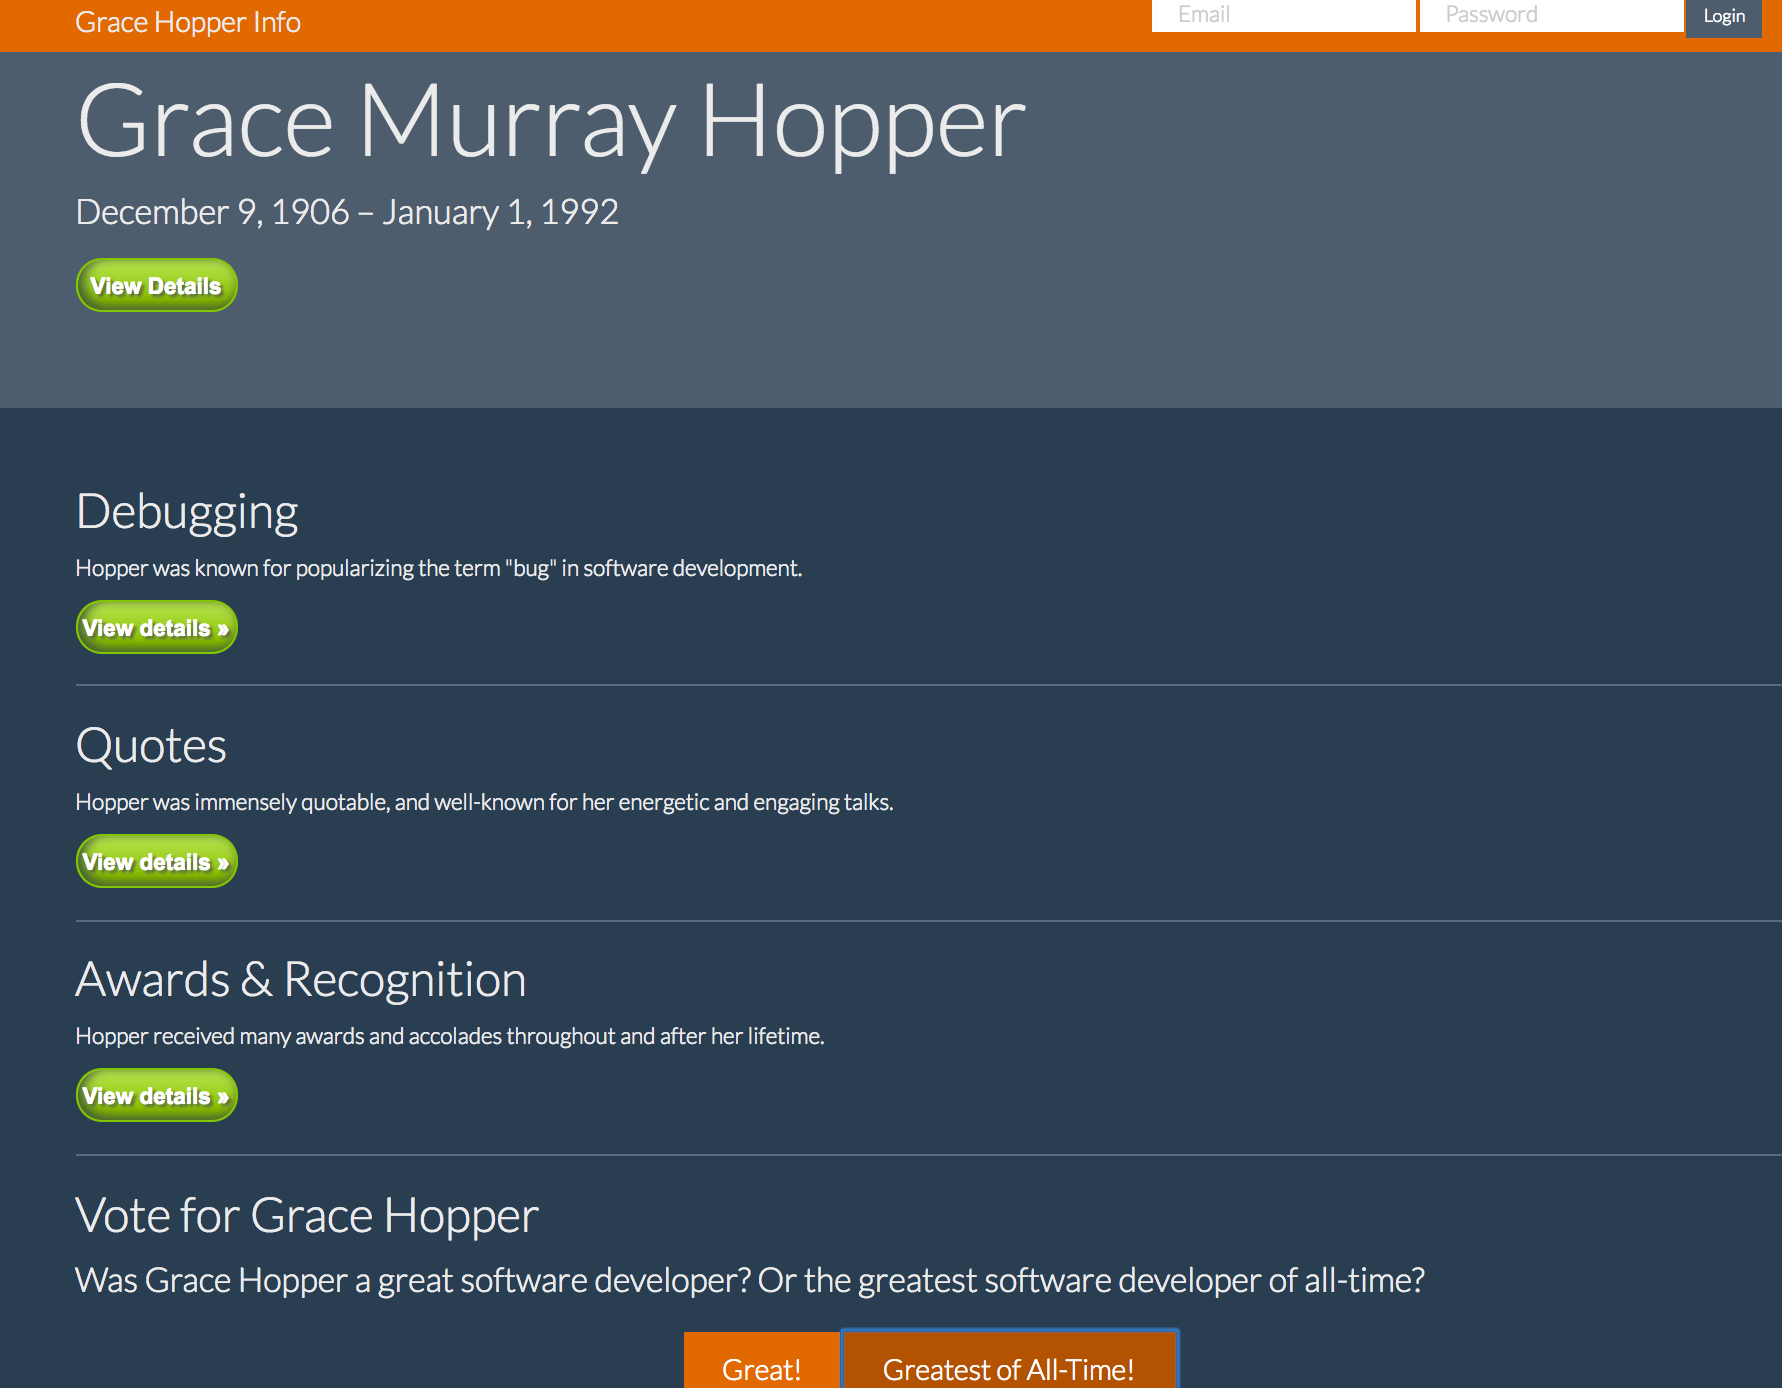 Grace Hopper Info
Email
Password
Login
Grace Murray Hopper
December 9, 1906 – January 1, 1992
View Details
Debugging
Hopper was known for popularizing the term "bug" in software development.
View details »
Quotes
Hopper was immensely quotable, and well-known for her energetic and engaging talks.
View details »
Awards & Recognition
Hopper received many awards and accolades throughout and after her lifetime.
View details »
Vote for Grace Hopper
Was Grace Hopper a great software developer? Or the greatest software developer of all-time?
Great!
Greatest of All-Time!